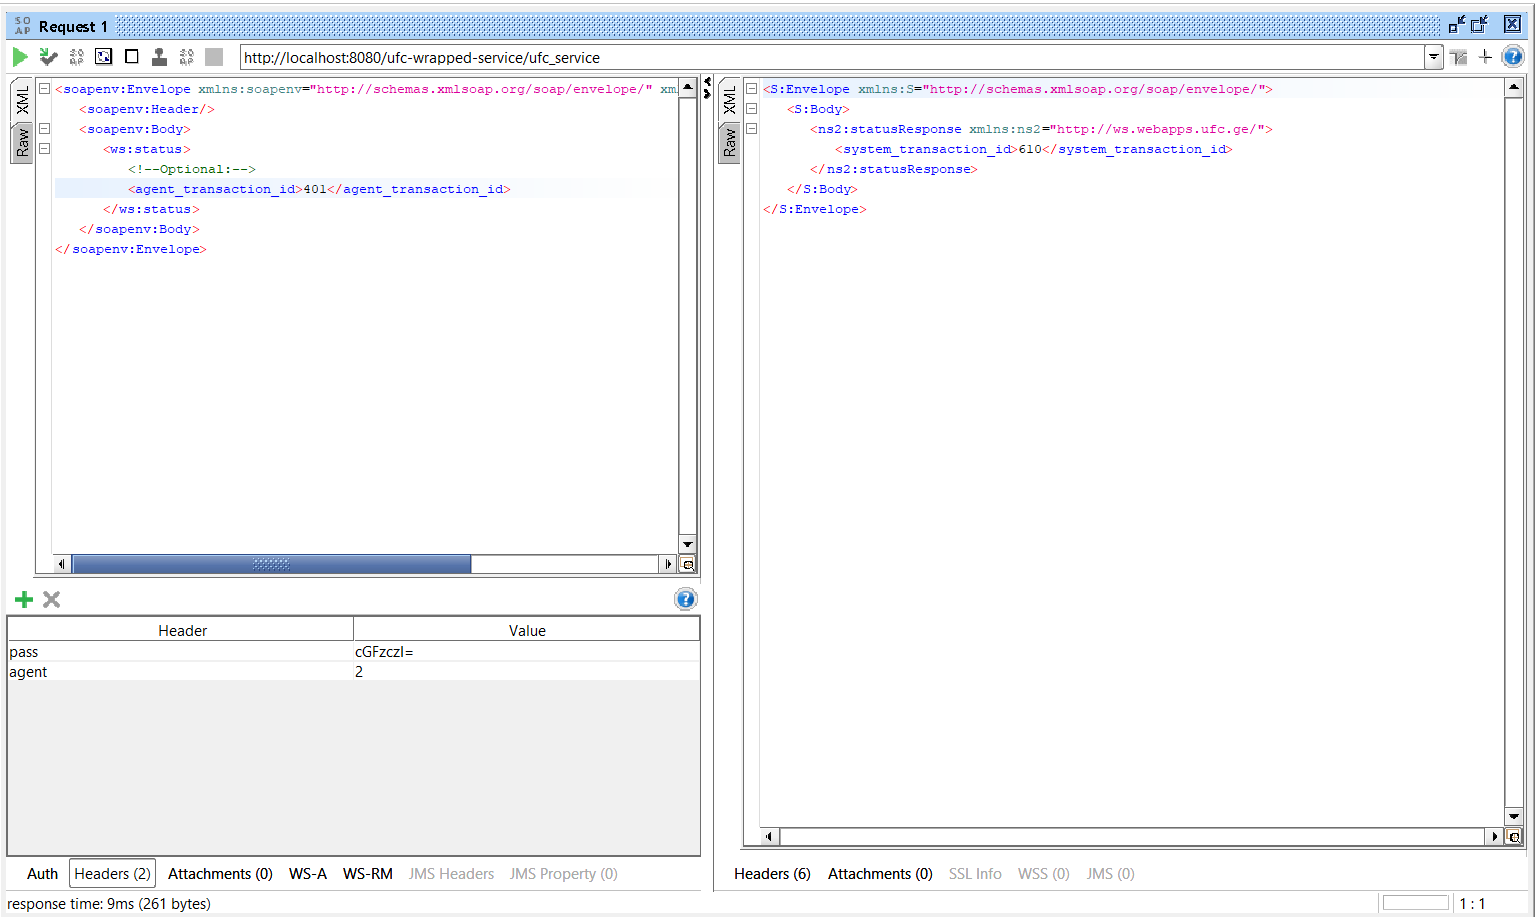 SO
AP
Request 1
http://localhost:8080/ufc-wrapped-service/ufc_service
XML
Raw
<soapenv:Envelope xmlns:soapenv="http://schemas.xmlsoap.org/soap/envelope/" xm
<soapenv:Header/>
<soapenv:Body>
<ws:status>
<!--Optional:-->
<agent_transaction_id>401</agent_transaction_id>
</ws:status>
</soapenv:Body>
</soapenv:Envelope>
XML
Raw
<S:Envelope xmlns:S="http://schemas.xmlsoap.org/soap/envelope/">
<S:Body>
<ns2:statusResponse xmlns:ns2="http://ws.webapps.ufc.ge/">
<system_transaction_id>610</system_transaction_id>
</ns2:statusResponse>
</S:Body>
</S:Envelope>
Header Value
pass cGFzczI=
agent 2
Auth Headers (2) Attachments (0) WS-A WS-RM JMS Headers JMS Property (0)
Headers (6) Attachments (0) SSL Info WSS (0) JMS (0)
response time: 9ms (261 bytes)
1 : 1